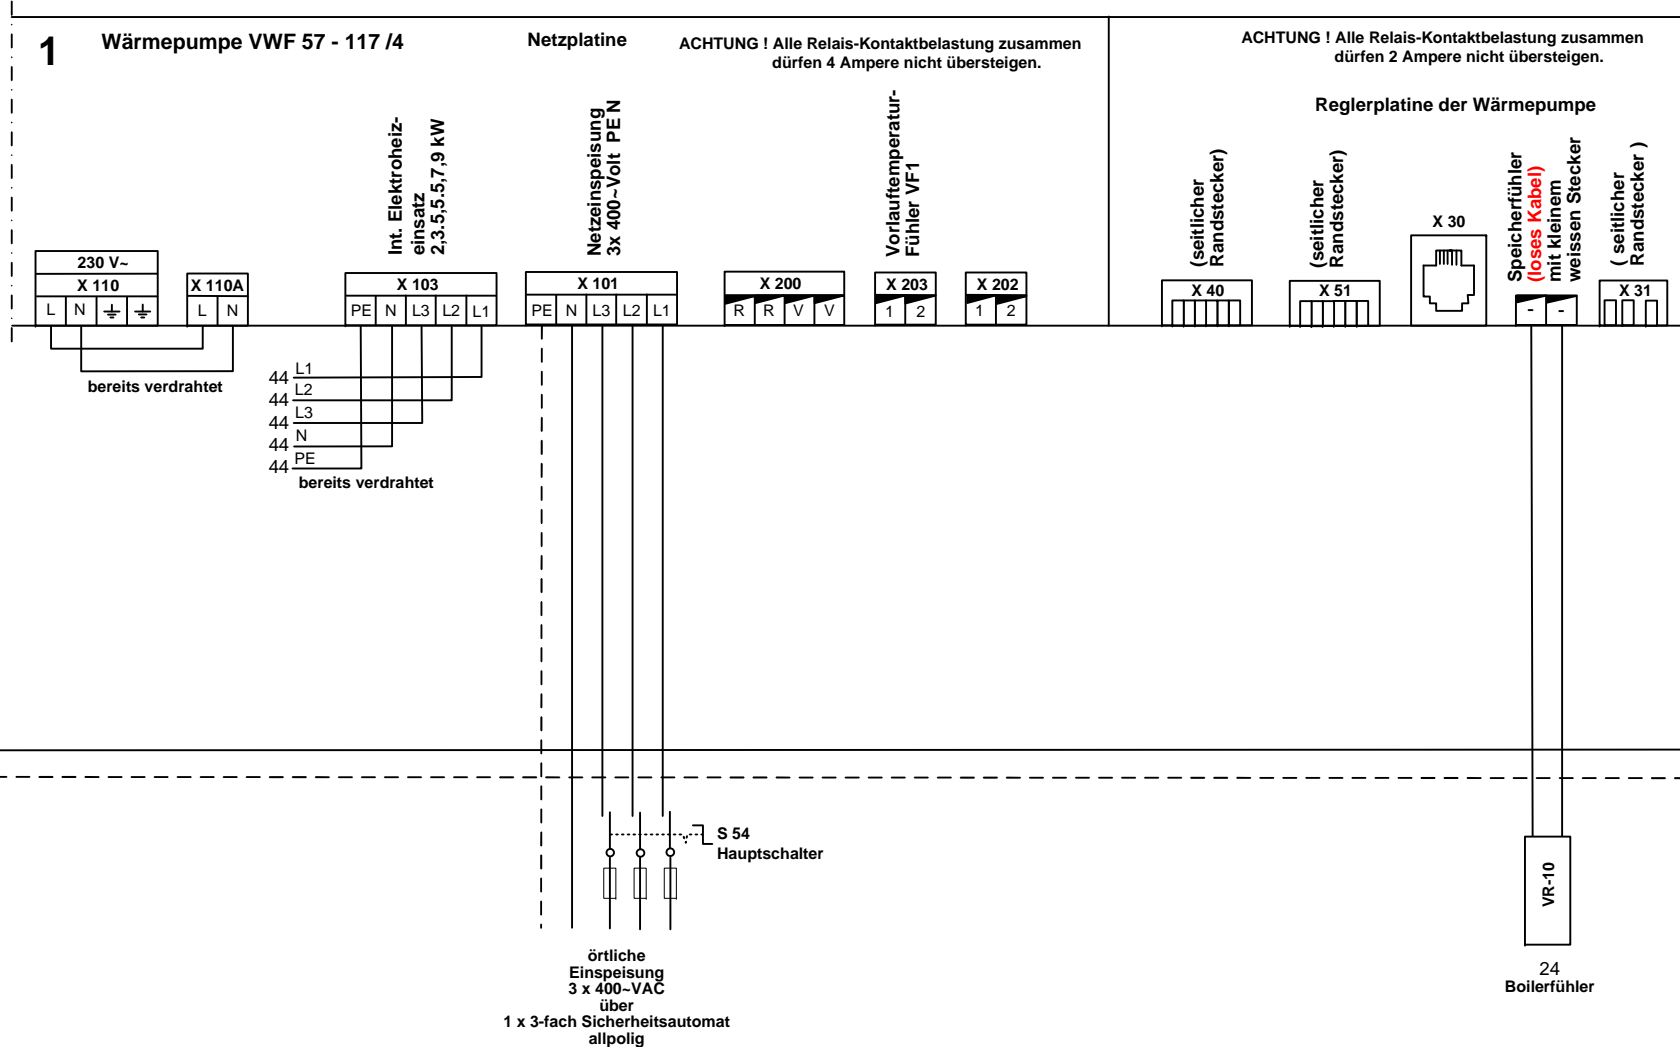 1
Wärmepumpe VWF 57 - 117 /4
Netzplatine
ACHTUNG ! Alle Relais-Kontaktbelastung zusammen
dürfen 4 Ampere nicht übersteigen.
ACHTUNG ! Alle Relais-Kontaktbelastung zusammen
dürfen 2 Ampere nicht übersteigen.
Reglerplatine der Wärmepumpe
Int. Elektroheiz-
einsatz
2,3.5,5.5,7,9 kW
Netzeinspeisung
3x 400~Volt PE N
Vorlauftemperatur-
Fühler VF1
(seitlicher
Randstecker)
(seitlicher
Randstecker)
X 30
Speicherfühler
(loses Kabel)
mit kleinem
weissen Stecker
( seitlicher
Randstecker )
230 V~
X 110
L N
X 110A
L N
X 103
PE N L3 L2 L1
X 101
PE N L3 L2 L1
X 200
R R V V
X 203
1 2
X 202
1 2
X 40
X 51
- -
X 31
bereits verdrahtet
44 L1
44 L2
44 L3
44 N
44 PE
bereits verdrahtet
S 54
Hauptschalter
örtliche
Einspeisung
3 x 400~VAC
über
1 x 3-fach Sicherheitsautomat
allpolig
VR-10
24
Boilerfühler